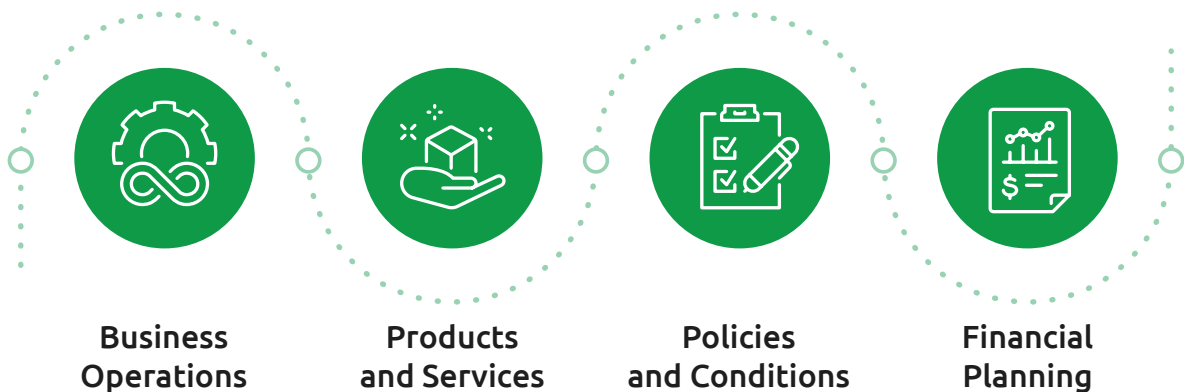 $
Business
Operations
Products
and Services
Policies
and Conditions
Financial
Planning